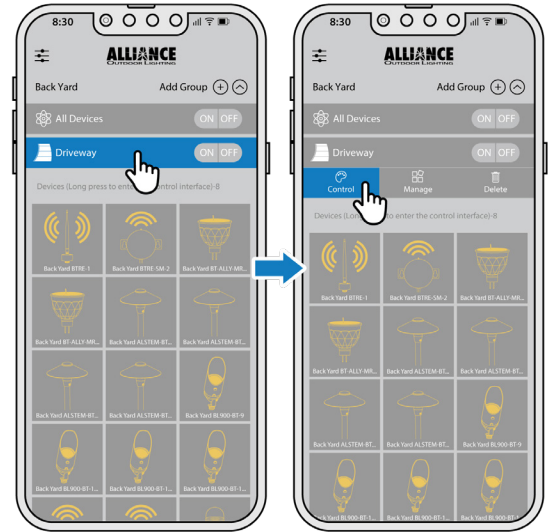 8:30
ALLIANCE
OUTDOOR LIGHTING
Back Yard Add Group
All Devices ON OFF
Driveway ON OFF
Devices (Long press to enter the control interface)-8
Back Yard BTRE-1 Back Yard BTRE-SM-2 Back Yard BT-ALLY-MR...
Back Yard BT-ALLY-MR... Back Yard ALSTEM-BT... Back Yard ALSTEM-BT...
Back Yard ALSTEM-BT... Back Yard ALSTEM-BT... Back Yard BL900-BT-9
Back Yard BL900-BT-1... Back Yard BL900-BT-1... Back Yard BL900-BT-1...
8:30
ALLIANCE
OUTDOOR LIGHTING
Back Yard Add Group
All Devices ON OFF
Driveway ON OFF
Control Manage Delete
Devices (Long press to enter the control interface)-8
Back Yard BTRE-1 Back Yard BTRE-SM-2 Back Yard BT-ALLY-MR...
Back Yard BT-ALLY-MR... Back Yard ALSTEM-BT... Back Yard ALSTEM-BT...
Back Yard ALSTEM-BT... Back Yard ALSTEM-BT... Back Yard BL900-BT-9
Back Yard BL900-BT-1... Back Yard BL900-BT-1... Back Yard BL900-BT-1...